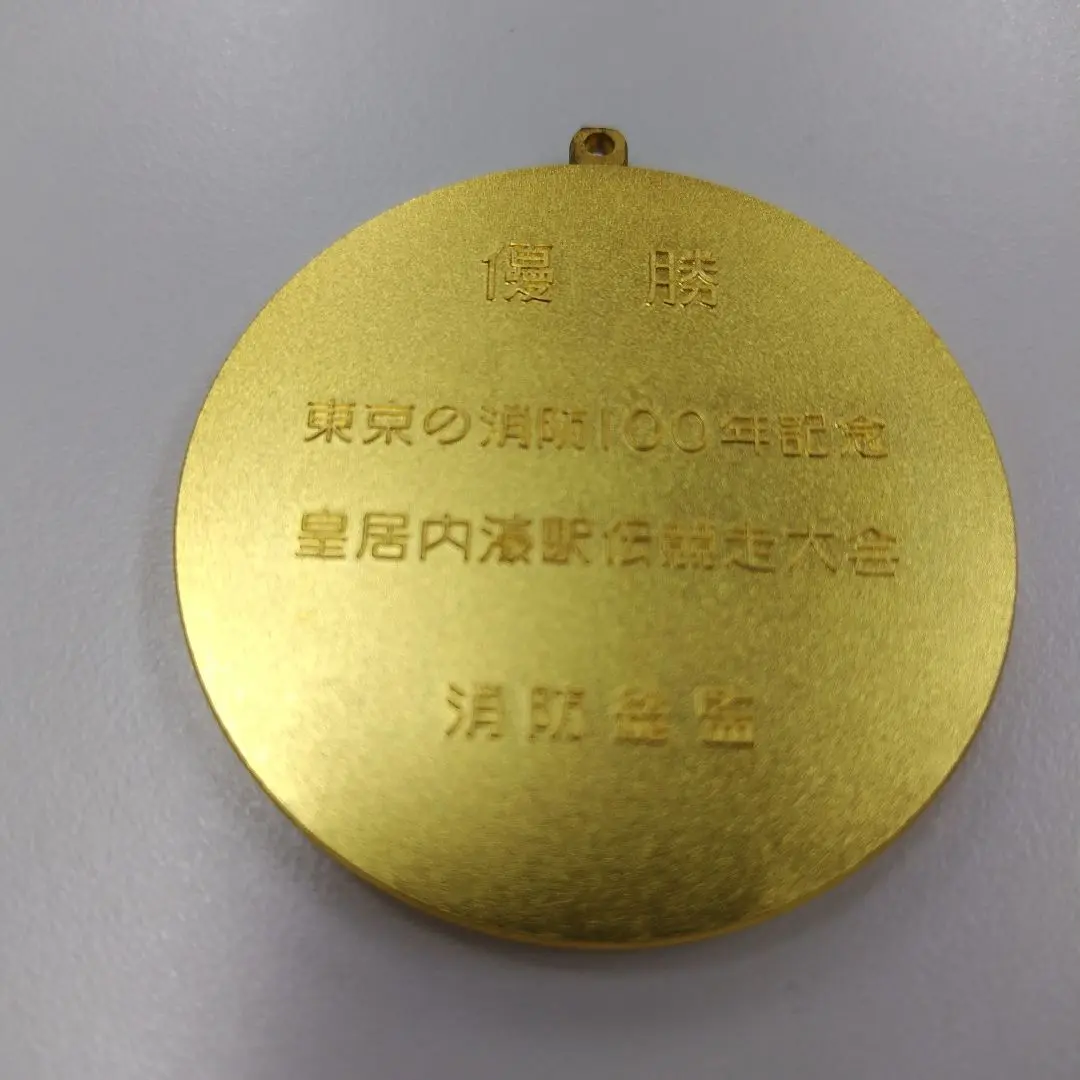 優勝
東京の消防100年記念
皇居内濠駅伝競走大会
消防総監